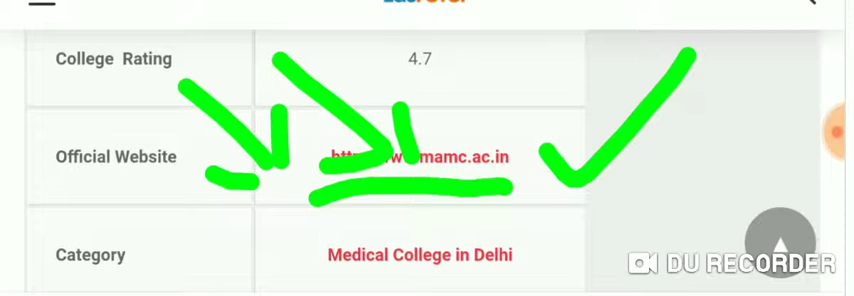 College Rating 4.7
Official Website mamc.ac.in
Category Medical College in Delhi
DU RECORDER